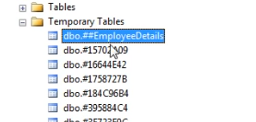 Tables
Temporary Tables
dbo.##EmployeeDetails
dbo.#16644E42
dbo.#1758727B
dbo.#184C96B4
dbo.#395884C4